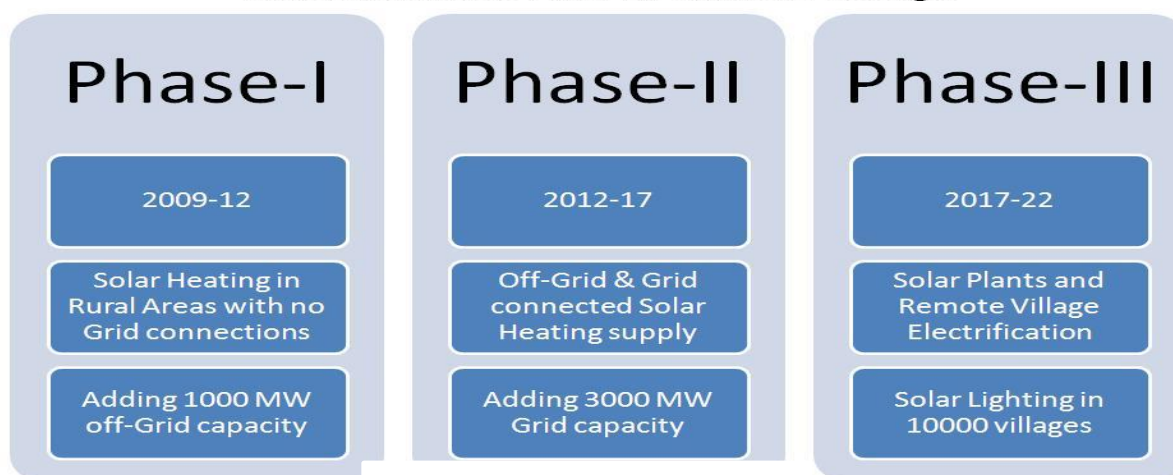 Phase-I
2009-12
Solar Heating in
Rural Areas with no
Grid connections
Adding 1000 MW
off-Grid capacity
Phase-II
2012-17
Off-Grid & Grid
connected Solar
Heating supply
Adding 3000 MW
Grid capacity
Phase-III
2017-22
Solar Plants and
Remote Village
Electrification
Solar Lighting in
10000 villages